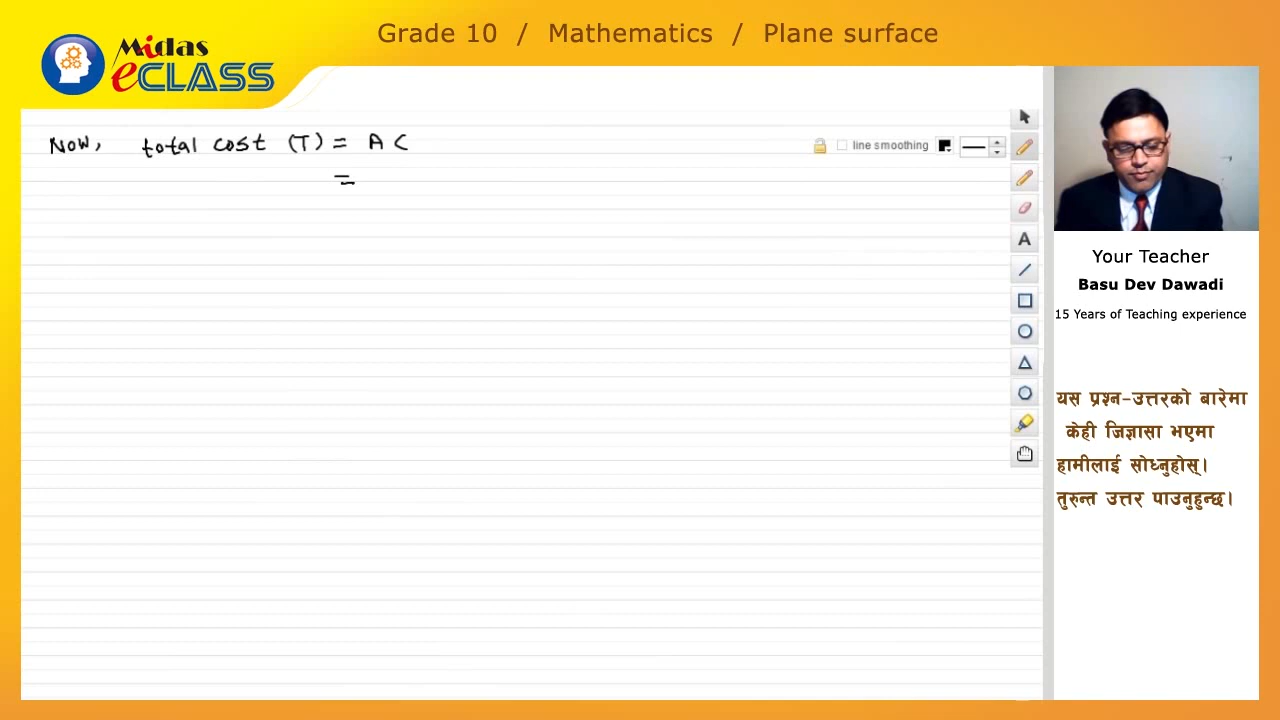 Grade 10 / Mathematics / Plane surface
Midas
eCLASS
Now, total cost (T) = A C
=
line smoothing
A
Your Teacher
Basu Dev Dawadi
15 Years of Teaching experience
यस प्रश्न-उत्तरको बारेमा
केही जिज्ञासा भएमा
हामीलाई सोध्नुहोस्।
तुरुन्त उत्तर पाउनुहुन्छ।